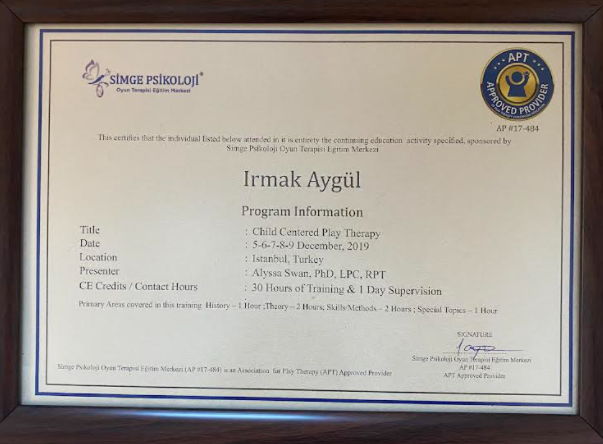 SİMGE PSİKOLOJİ®
Oyun Terapisi Eğitim Merkezi
APT
APPROVED PROVIDER
AP #17-484
This certifies that the individual listed below attended in it is entirety the continuing education activity specified, sponsored by
Simge Psikoloji Oyun Terapisi Eğitim Merkezi
Irmak Aygül
Program Information
Title : Child Centered Play Therapy
Date : 5-6-7-8-9 December, 2019
Location : Istanbul, Turkey
Presenter : Alyssa Swan, PhD, LPC, RPT
CE Credits / Contact Hours : 30 Hours of Training & 1 Day Supervision
Primary Areas covered in this training History – 1 Hour ;Theory – 2 Hours; Skills/Methods – 2 Hours ; Special Topics – 1 Hour
SIGNATURE
Simge Psikoloji Oyun Terapisi Eğitim Merkezi
AP #17-484
APT Approved Provider
Simge Psikoloji Oyun Terapisi Eğitim Merkezi (AP #17-484) is an Association for Play Therapy (APT) Approved Provider